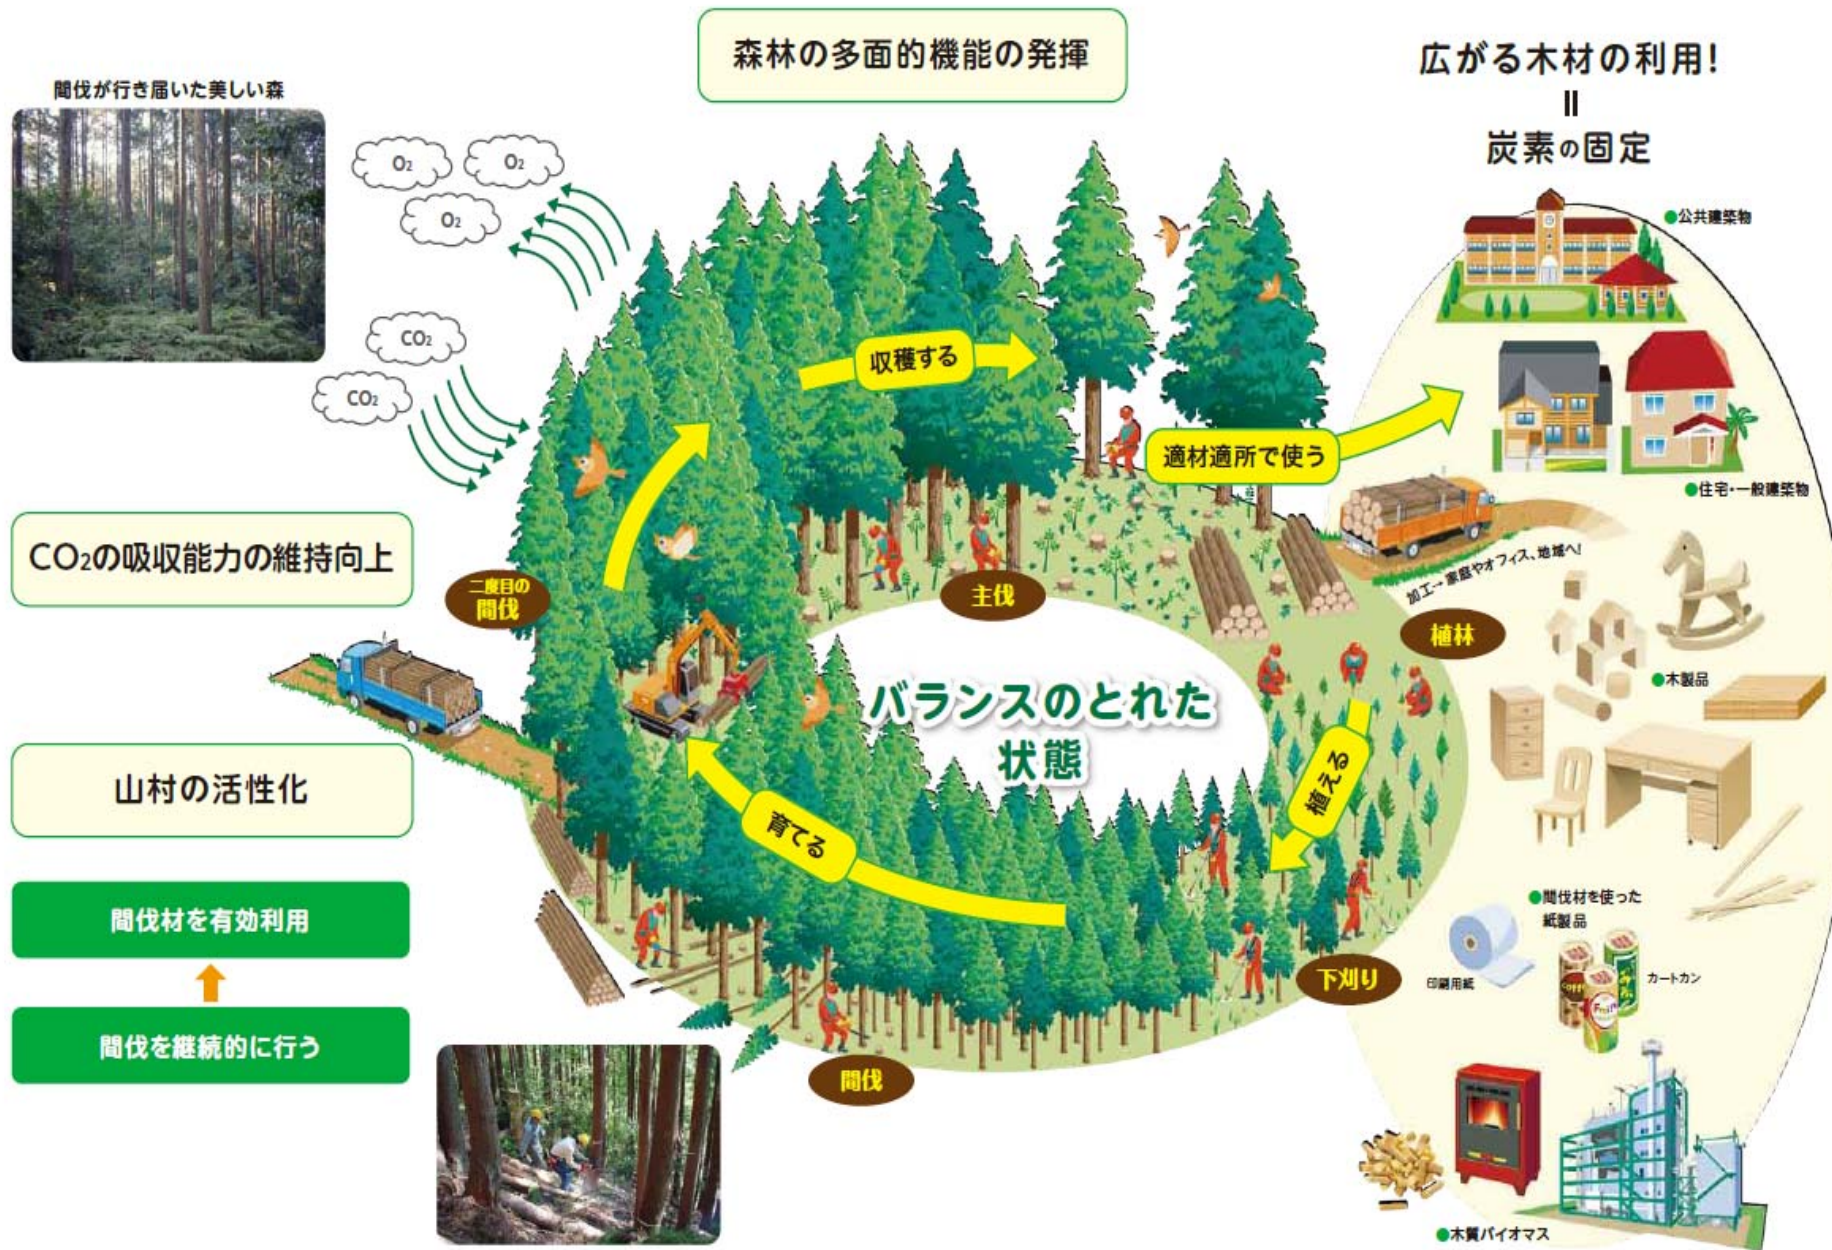 森林の多面的機能の発揮
広がる木材の利用!
=
炭素の固定
間伐が行き届いた美しい森
O₂
O₂
O₂
CO₂
CO₂
CO₂の吸収能力の維持向上
山村の活性化
間伐材を有効利用
間伐を継続的に行う
収穫する
適材適所で使う
植える
育てる
二度目の
間伐
主伐
植林
下刈り
間伐
バランスのとれた
状態
加工→家庭やオフィス、地域へ!
●公共建築物
●住宅・一般建築物
●木製品
●間伐材を使った
紙製品
印刷用紙
カートカン
●木質バイオマス